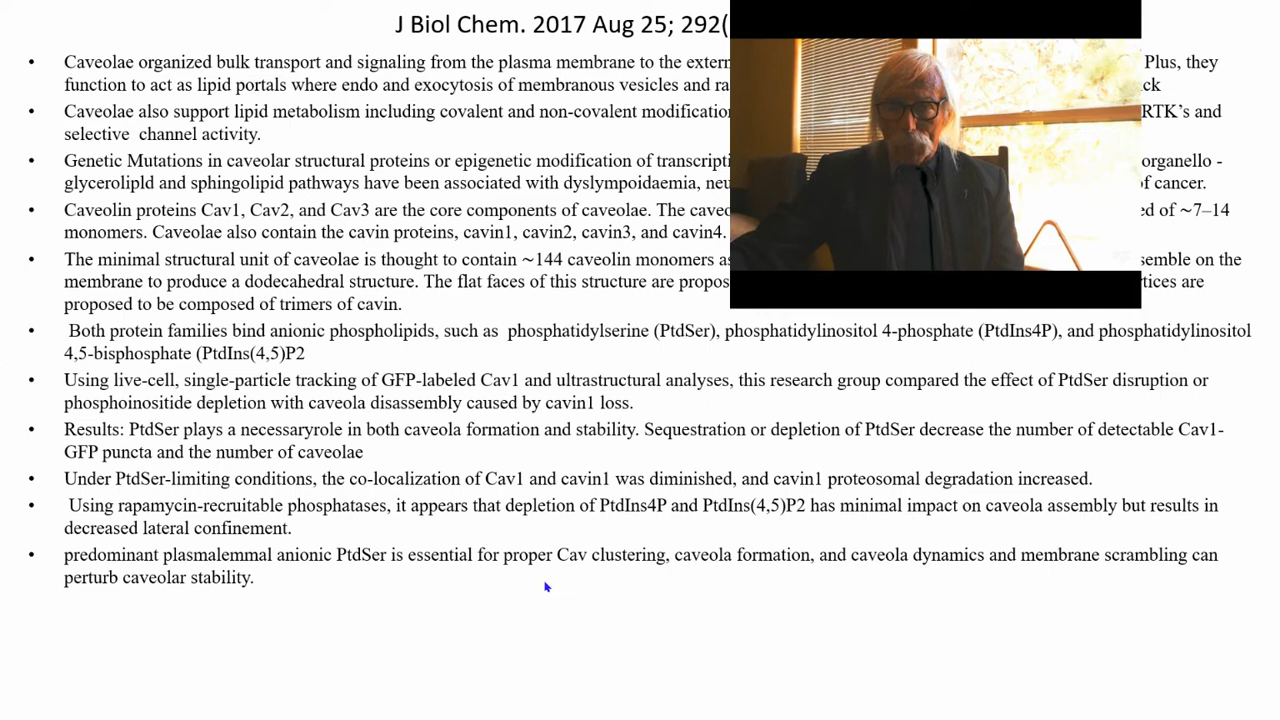 J Biol Chem. 2017 Aug 25; 292(
• Caveolae organized bulk transport and signaling from the plasma membrane to the extern Plus, they
function to act as lipid portals where endo and exocytosis of membranous vesicles and ra ck
• Caveolae also support lipid metabolism including covalent and non-covalent modification RTK’s and
selective channel activity.
• Genetic Mutations in caveolar structural proteins or epigenetic modification of transcripti organello -
glycerolipld and sphingolipid pathways have been associated with dyslympoidaemia, neu of cancer.
• Caveolin proteins Cav1, Cav2, and Cav3 are the core components of caveolae. The caveo ed of ~7–14
monomers. Caveolae also contain the cavin proteins, cavin1, cavin2, cavin3, and cavin4.
• The minimal structural unit of caveolae is thought to contain ~144 caveolin monomers as semble on the
membrane to produce a dodecahedral structure. The flat faces of this structure are propos tices are
proposed to be composed of trimers of cavin.
• Both protein families bind anionic phospholipids, such as phosphatidylserine (PtdSer), phosphatidylinositol 4-phosphate (PtdIns4P), and phosphatidylinositol
4,5-bisphosphate (PtdIns(4,5)P2
• Using live-cell, single-particle tracking of GFP-labeled Cav1 and ultrastructural analyses, this research group compared the effect of PtdSer disruption or
phosphoinositide depletion with caveola disassembly caused by cavin1 loss.
• Results: PtdSer plays a necessaryrole in both caveola formation and stability. Sequestration or depletion of PtdSer decrease the number of detectable Cav1-
GFP puncta and the number of caveolae
• Under PtdSer-limiting conditions, the co-localization of Cav1 and cavin1 was diminished, and cavin1 proteosomal degradation increased.
• Using rapamycin-recruitable phosphatases, it appears that depletion of PtdIns4P and PtdIns(4,5)P2 has minimal impact on caveola assembly but results in
decreased lateral confinement.
• predominant plasmalemmal anionic PtdSer is essential for proper Cav clustering, caveola formation, and caveola dynamics and membrane scrambling can
perturb caveolar stability.